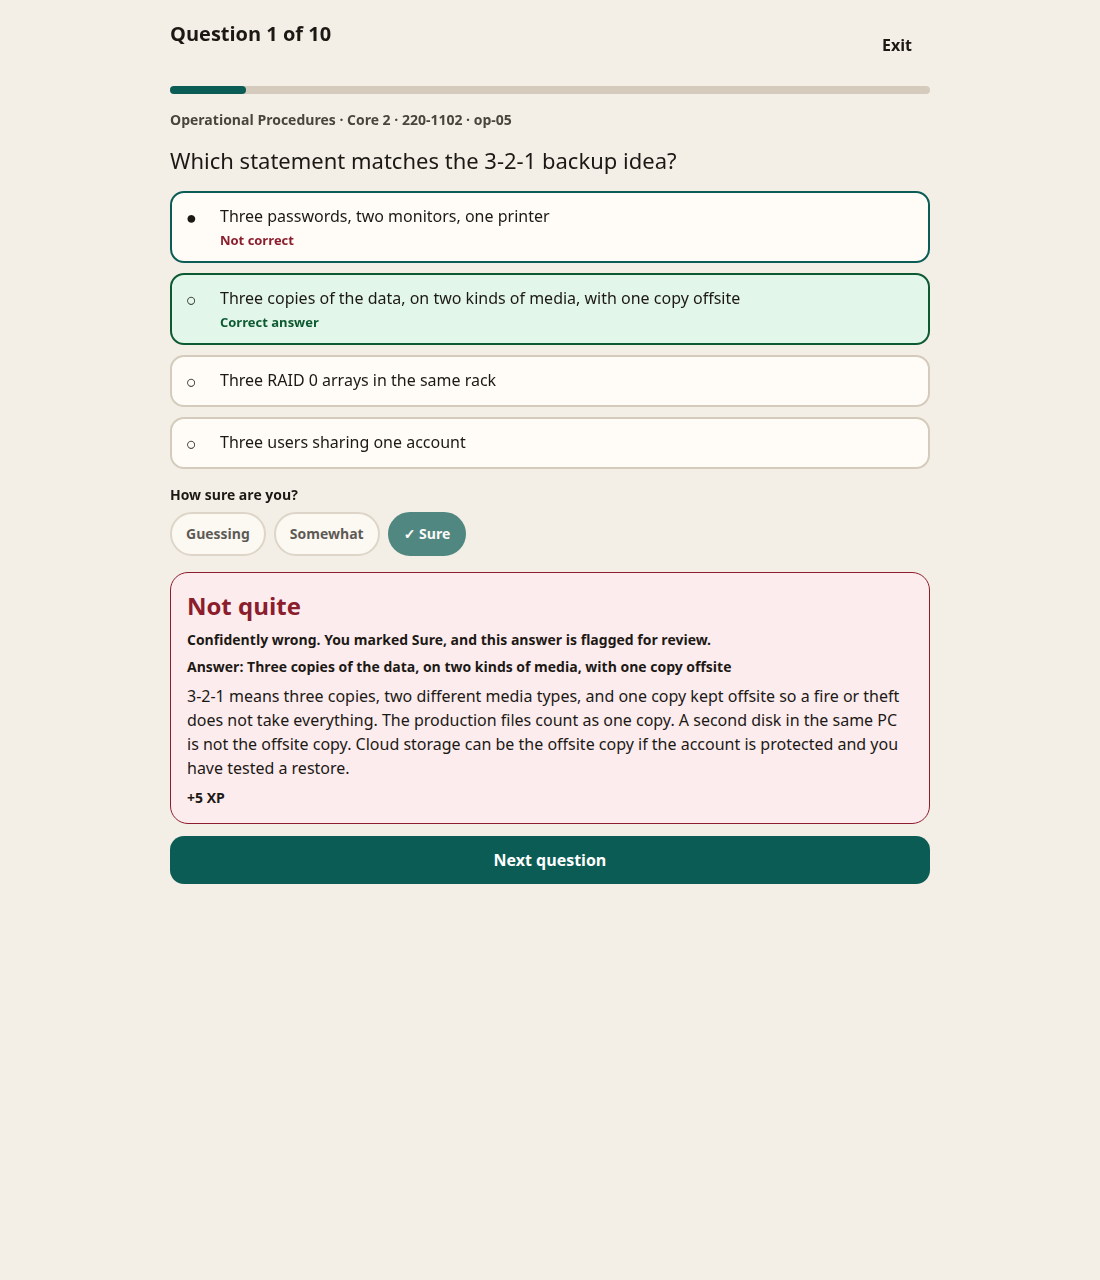 Question 1 of 10
Exit
Operational Procedures · Core 2 · 220-1102 · op-05
Which statement matches the 3-2-1 backup idea?
Three passwords, two monitors, one printer
Not correct
Three copies of the data, on two kinds of media, with one copy offsite
Correct answer
Three RAID 0 arrays in the same rack
Three users sharing one account
How sure are you?
Guessing
Somewhat
✓ Sure
Not quite
Confidently wrong. You marked Sure, and this answer is flagged for review.
Answer: Three copies of the data, on two kinds of media, with one copy offsite
3-2-1 means three copies, two different media types, and one copy kept offsite so a fire or theft
does not take everything. The production files count as one copy. A second disk in the same PC
is not the offsite copy. Cloud storage can be the offsite copy if the account is protected and you
have tested a restore.
+5 XP
Next question